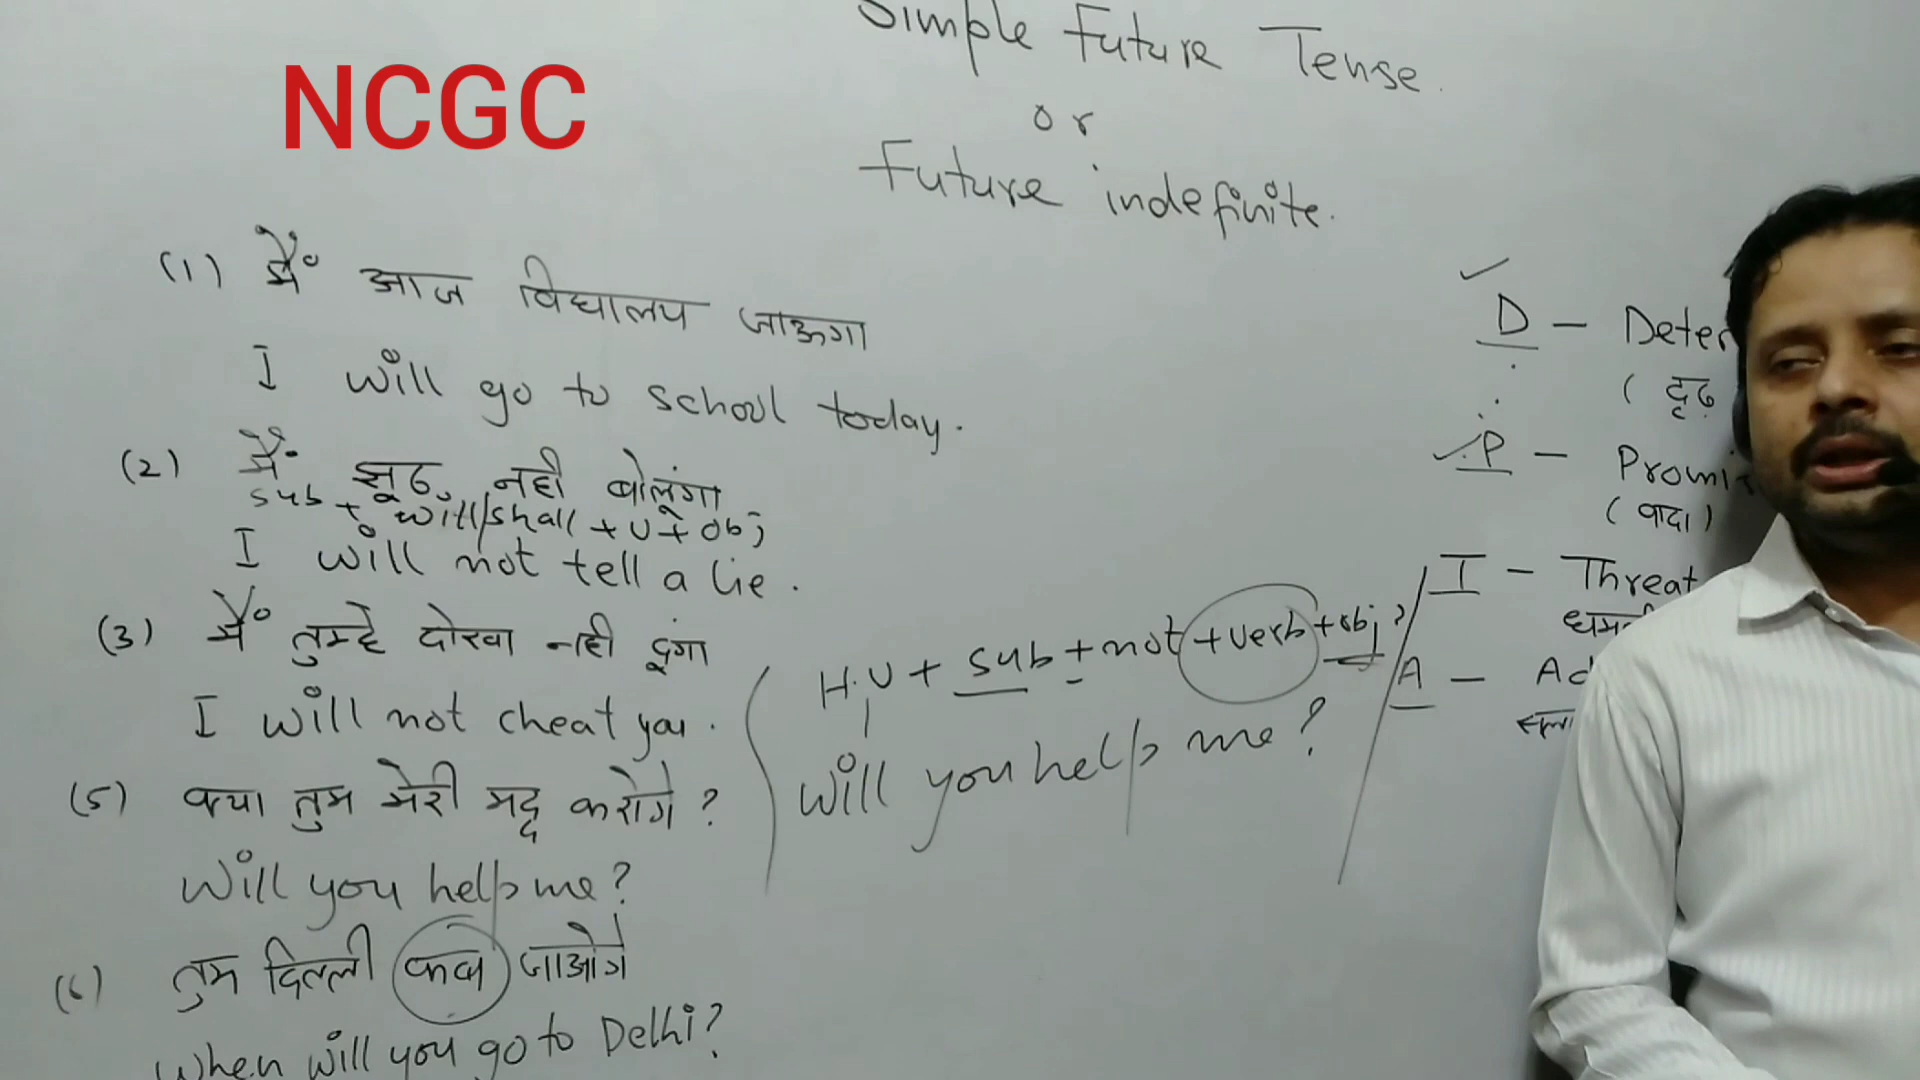 NCGC
Simple Future Tense.
or
Future indefinite.
(1) मैं आज विद्यालय जाऊगा
I will go to school today.
(2) मैं झूठ नही बोलूंगा
sub + will/shall + v + obj
I will not tell a lie.
(3) मैं तुम्हे धोखा नही दूंगा
I will not cheat you.
(5) क्या तुम मेरी मदद करोगे ?
Will you help me?
(6) तुम दिल्ली कब जाओगे
When will you go to Delhi?
H.V + sub + not + verb + obj ?
Will you help me ?
D - Deter
( दृढ़
P - Promis
( वादा )
T - Threat
धमकी
A - Ad